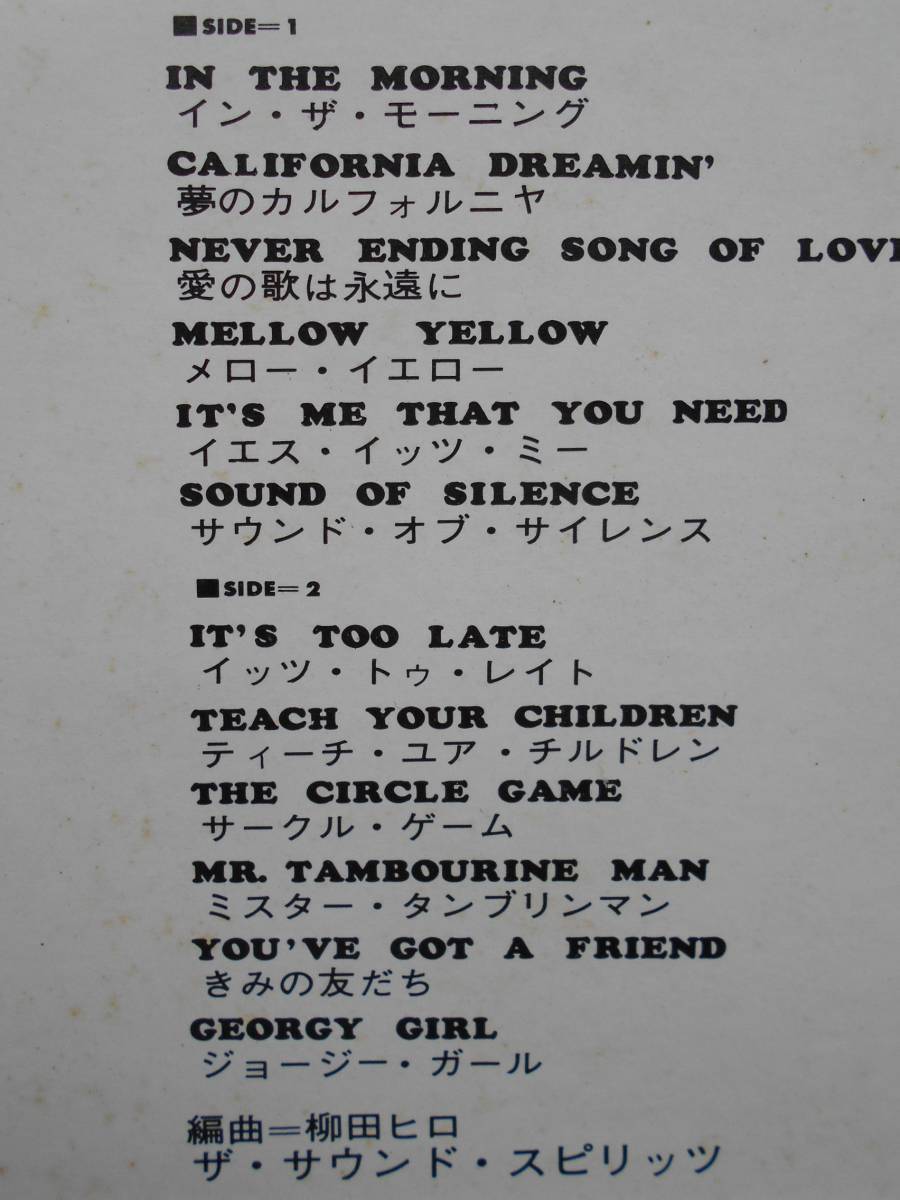 ■SIDE=1
IN THE MORNING
イン・ザ・モーニング
CALIFORNIA DREAMIN'
夢のカルフォルニヤ
NEVER ENDING SONG OF LOVE
愛の歌は永遠に
MELLOW YELLOW
メロー・イエロー
IT'S ME THAT YOU NEED
イエス・イッツ・ミー
SOUND OF SILENCE
サウンド・オブ・サイレンス
■SIDE=2
IT'S TOO LATE
イッツ・トゥ・レイト
TEACH YOUR CHILDREN
ティーチ・ユア・チルドレン
THE CIRCLE GAME
サークル・ゲーム
MR. TAMBOURINE MAN
ミスター・タンブリンマン
YOU'VE GOT A FRIEND
きみの友だち
GEORGY GIRL
ジョージー・ガール
編曲=柳田ヒロ
ザ・サウンド・スピリッツ